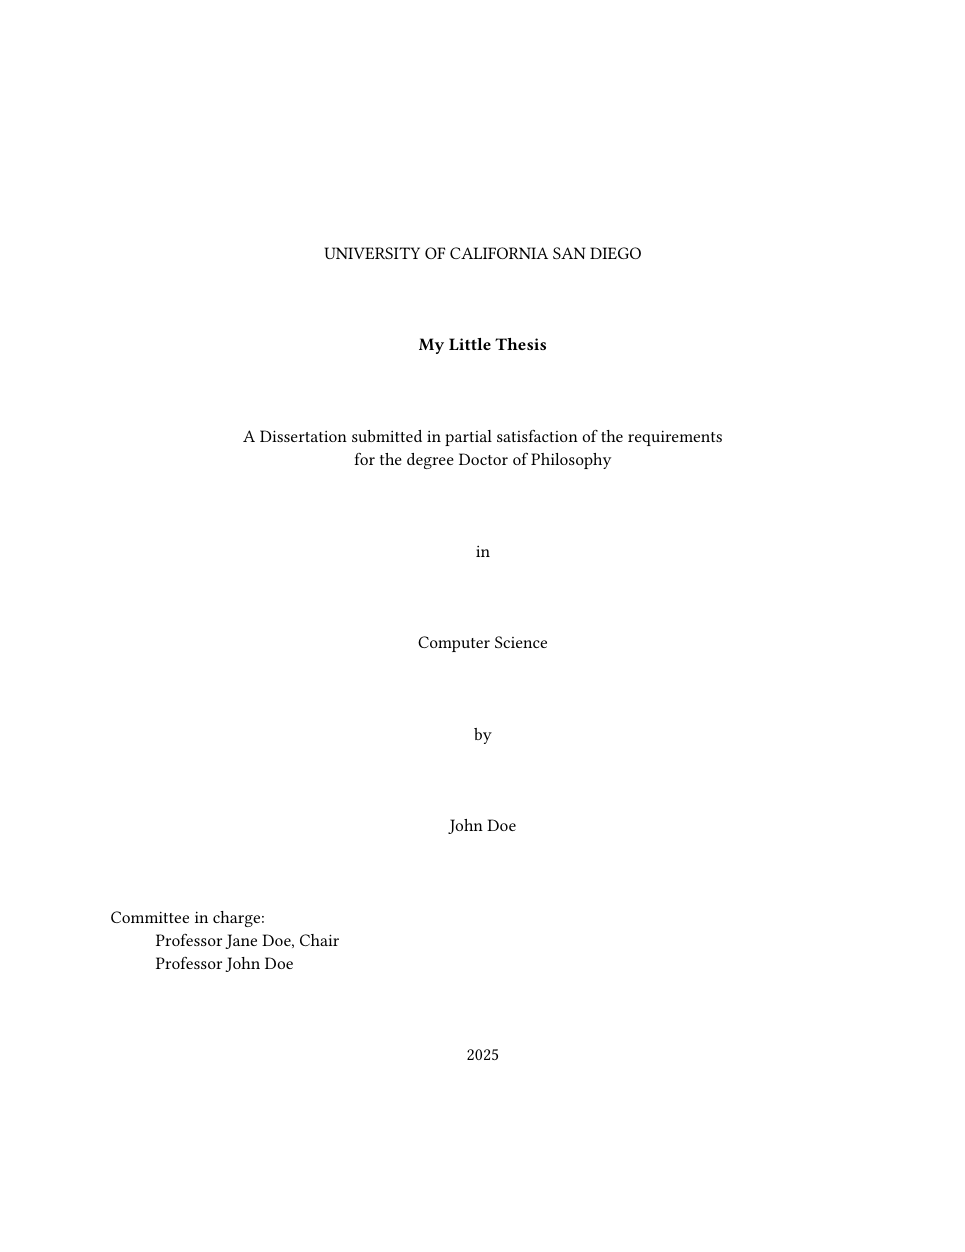 UNIVERSITY OF CALIFORNIA SAN DIEGO
My Little Thesis
A Dissertation submitted in partial satisfaction of the requirements
for the degree Doctor of Philosophy
in
Computer Science
by
John Doe
Committee in charge:
Professor Jane Doe, Chair
Professor John Doe
2025